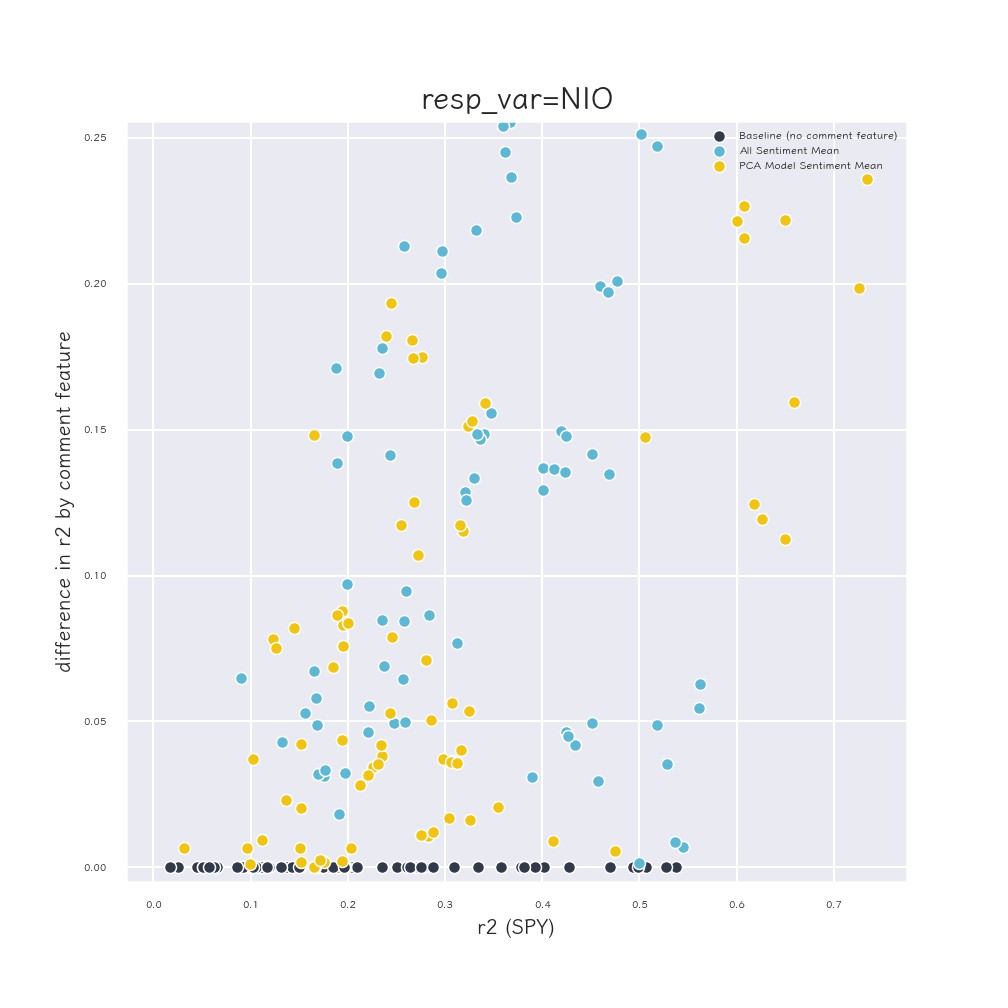 resp_var=NIO
Baseline (no comment feature)
All Sentiment Mean
PCA Model Sentiment Mean
difference in r2 by comment feature
0.25
0.20
0.15
0.10
0.05
0.00
0.0 0.1 0.2 0.3 0.4 0.5 0.6 0.7
r2 (SPY)